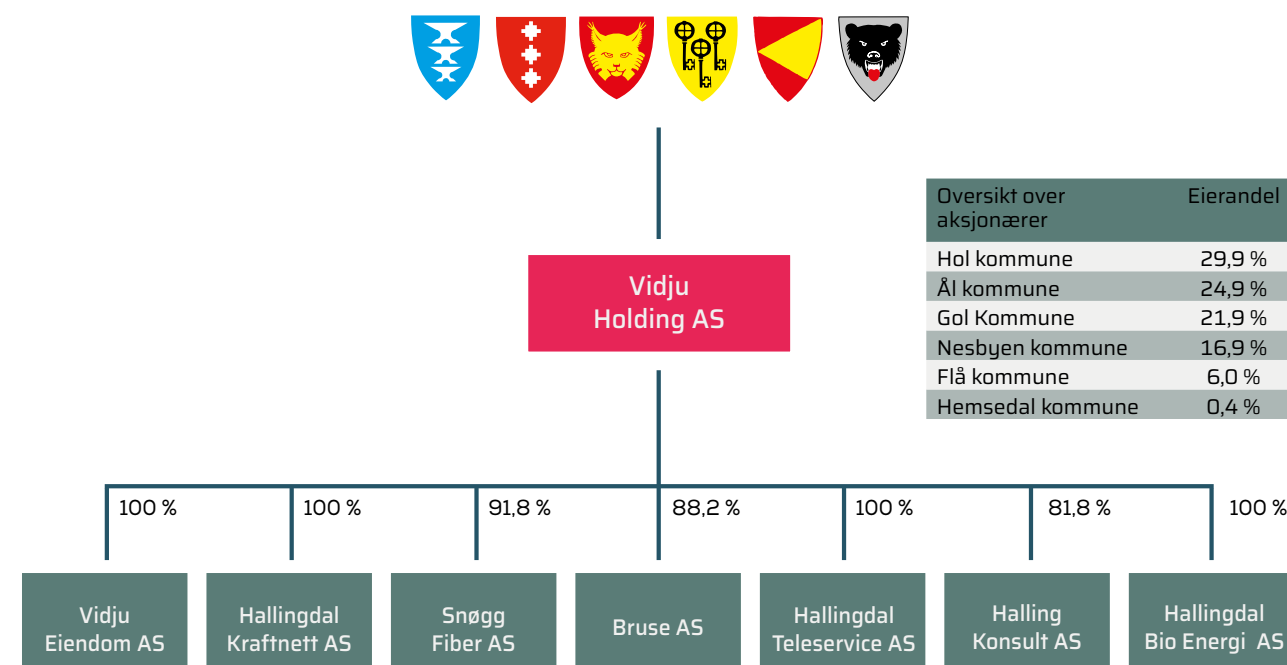 Oversikt over Eierandel
aksjonærer
Hol kommune 29,9 %
Ål kommune 24,9 %
Gol Kommune 21,9 %
Nesbyen kommune 16,9 %
Flå kommune 6,0 %
Hemsedal kommune 0,4 %
Vidju
Holding AS
100 % 100 % 91,8 % 88,2 % 100 % 81,8 % 100 %
Vidju
Eiendom AS
Hallingdal
Kraftnett AS
Snøgg
Fiber AS
Bruse AS
Hallingdal
Teleservice AS
Halling
Konsult AS
Hallingdal
Bio Energi AS